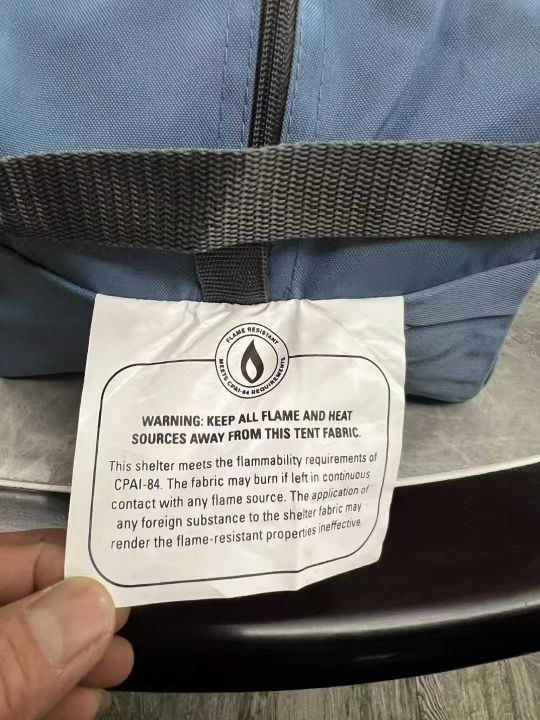 FLAME RESISTANT
MEETS CPAI-84 REQUIREMENTS
WARNING: KEEP ALL FLAME AND HEAT
SOURCES AWAY FROM THIS TENT FABRIC.
This shelter meets the flammability requirements of
CPAI-84. The fabric may burn if left in continuous
contact with any flame source. The application of
any foreign substance to the shelter fabric may
render the flame-resistant properties ineffective.